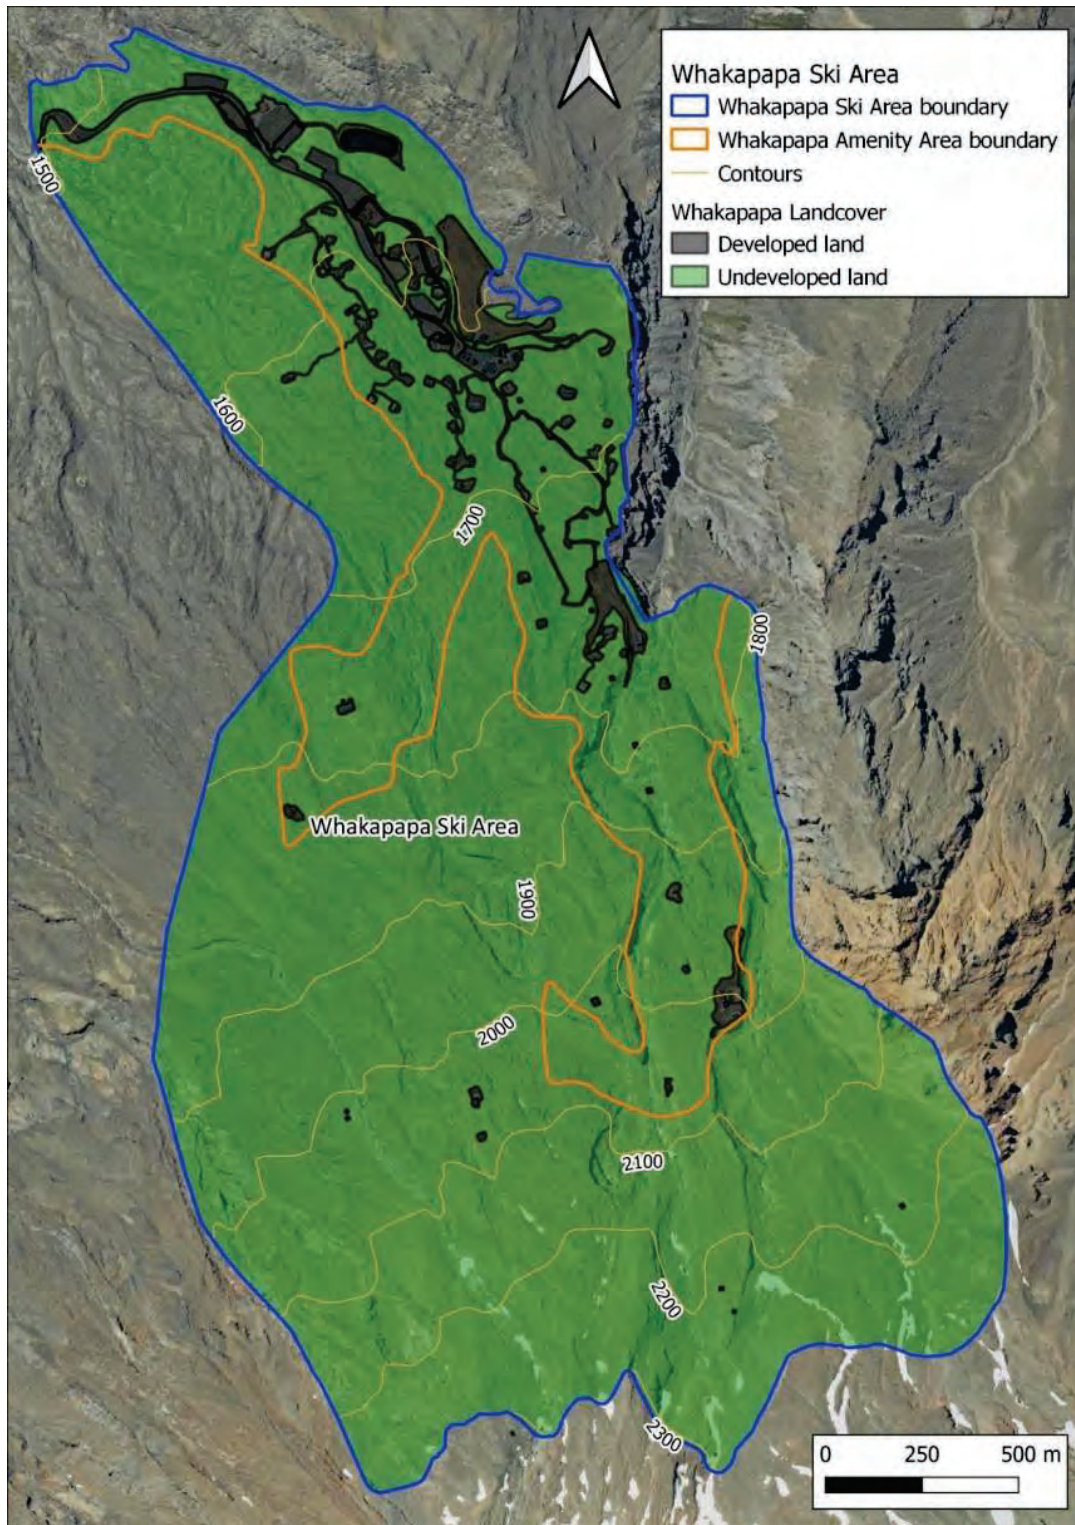 Whakapapa Ski Area
Whakapapa Ski Area boundary
Whakapapa Amenity Area boundary
Contours
Whakapapa Landcover
Developed land
Undeveloped land
1500
1600
1700
1800
Whakapapa Ski Area
1900
2000
2100
2200
2300
0 250 500 m